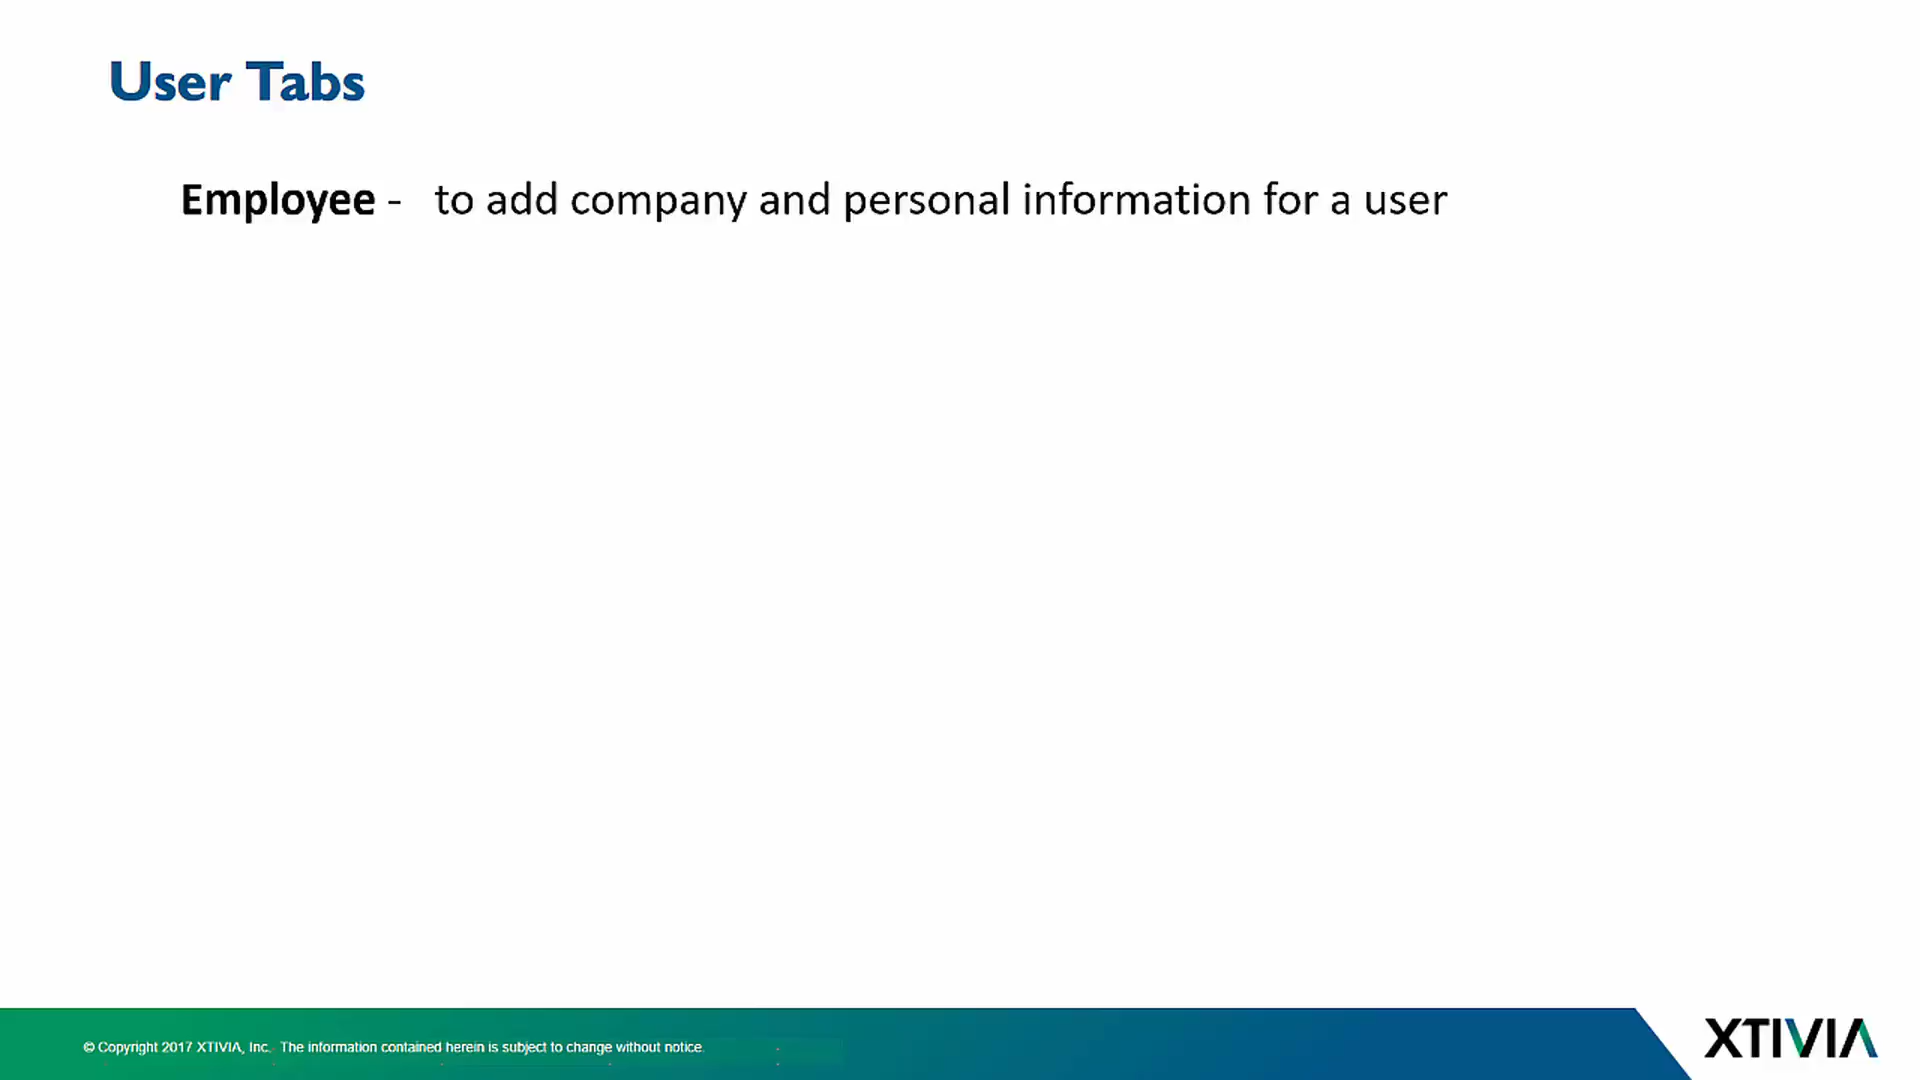 User Tabs
Employee - to add company and personal information for a user
© Copyright 2017 XTIVIA, Inc. The information contained herein is subject to change without notice.
XTIVIA